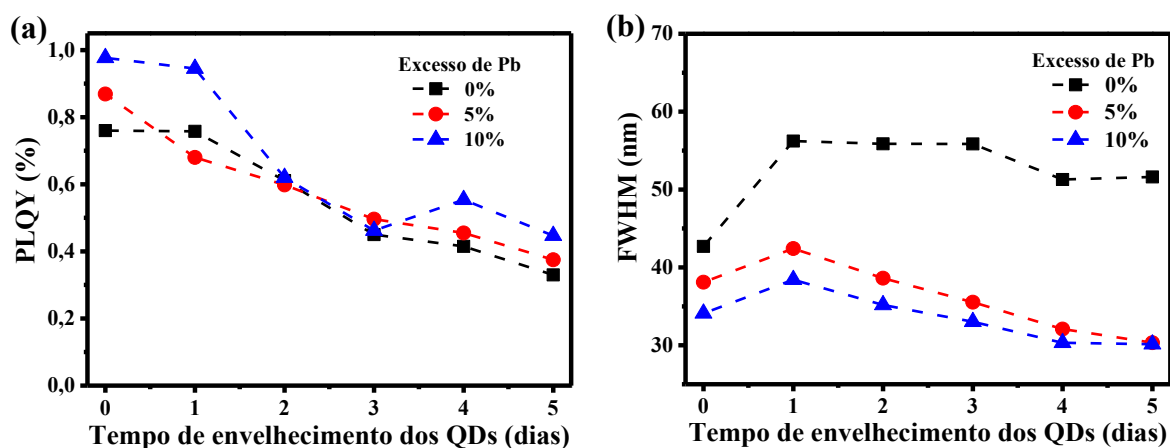 (a)
PLQY (%)
1,0
0,8
0,6
0,4
0,2
0,0
Excesso de Pb
0%
5%
10%
0 1 2 3 4 5
Tempo de envelhecimento dos QDs (dias)
(b)
FWHM (nm)
70
60
50
40
30
Excesso de Pb
0%
5%
10%
0 1 2 3 4 5
Tempo de envelhecimento dos QDs (dias)